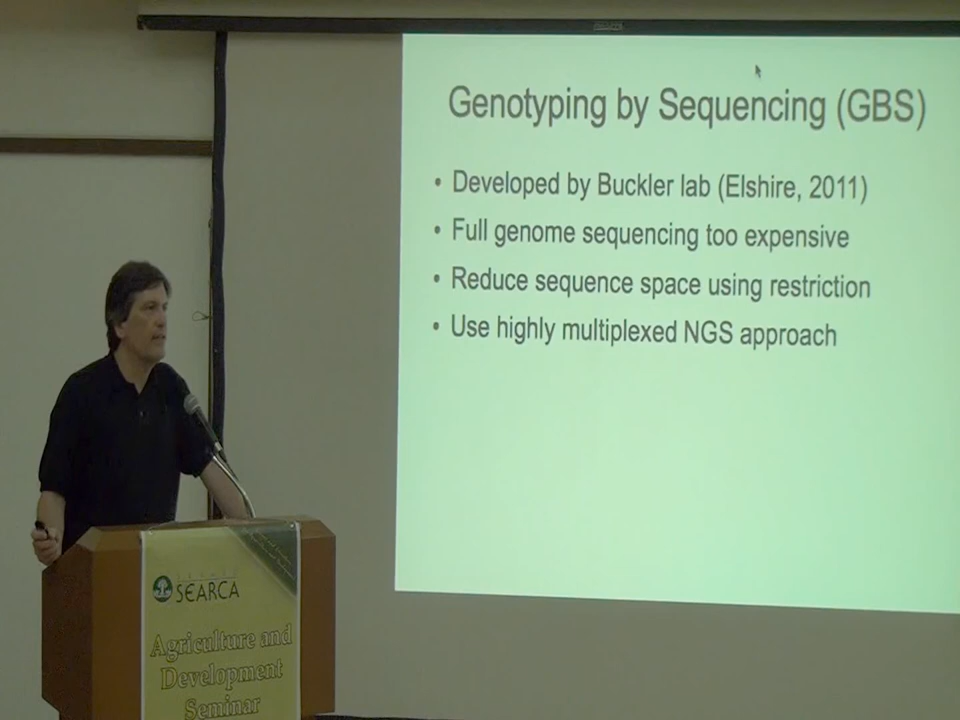 Genotyping by Sequencing (GBS)
• Developed by Buckler lab (Elshire, 2011)
• Full genome sequencing too expensive
• Reduce sequence space using restriction
• Use highly multiplexed NGS approach
SEARCA
Agriculture and
Development
Seminar